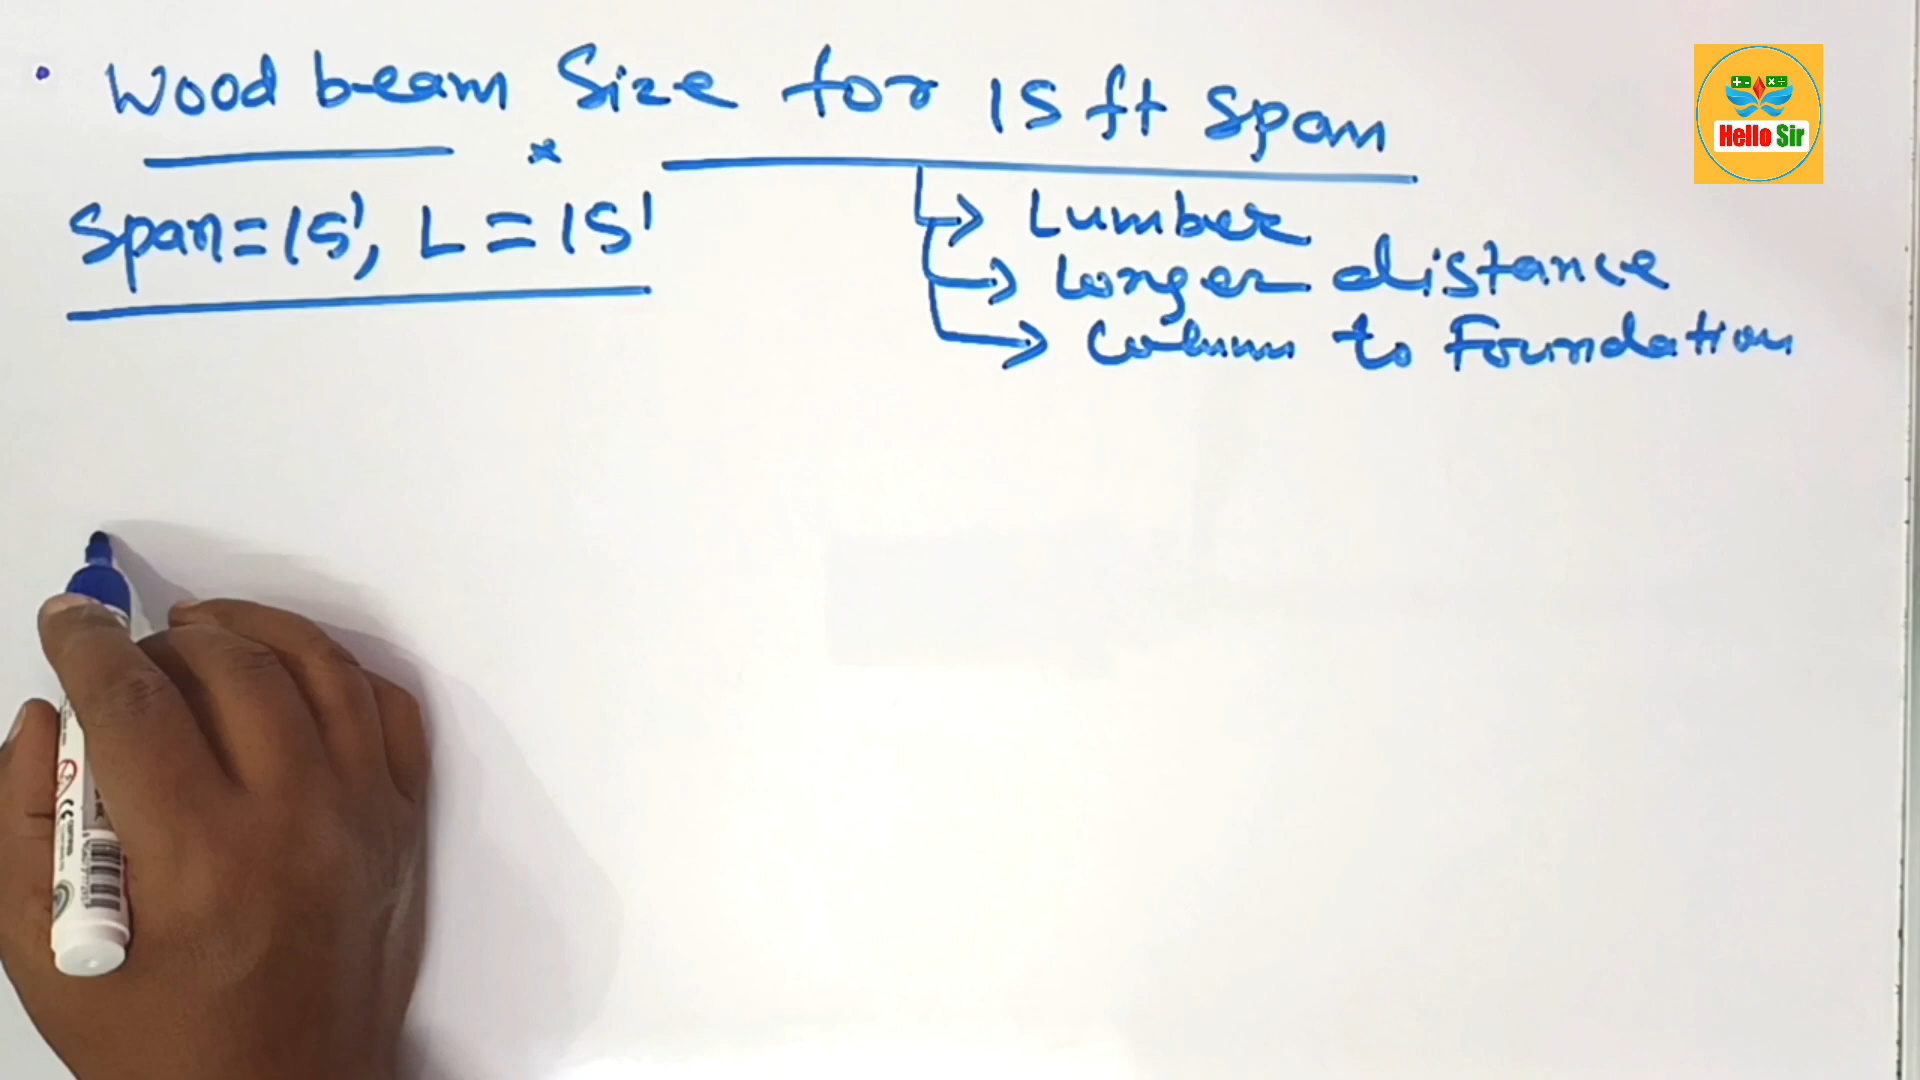 Wood beam Size for 15 ft span
Span=15', L=15'
Lumber
Longer distance
Column to Foundation
Hello Sir